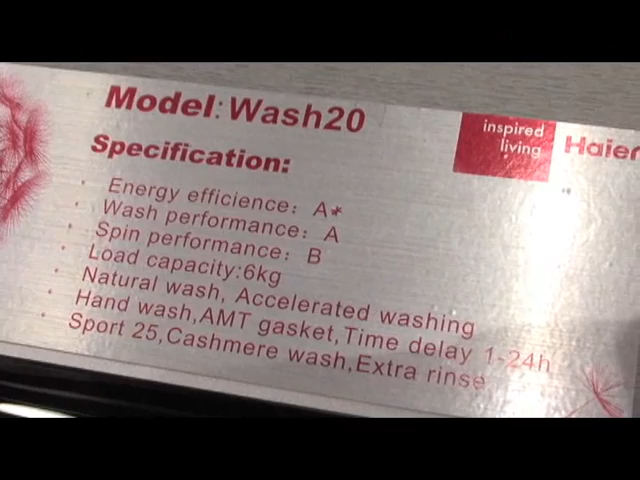 Model: Wash20
inspired
living
Haier
Specification:
· Energy efficience: A*
· Wash performance: A
· Spin performance: B
· Load capacity:6kg
· Natural wash, Accelerated washing
· Hand wash,AMT gasket,Time delay 1-24h
· Sport 25,Cashmere wash,Extra rinse